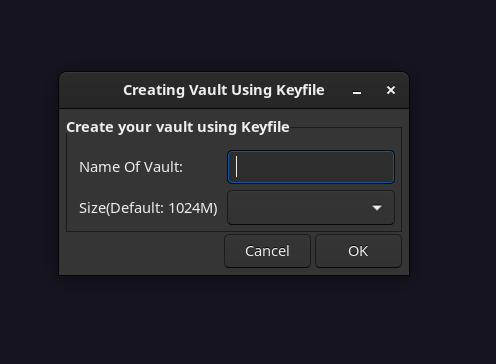 Creating Vault Using Keyfile
Create your vault using Keyfile
Name Of Vault:
Size(Default: 1024M)
Cancel
OK